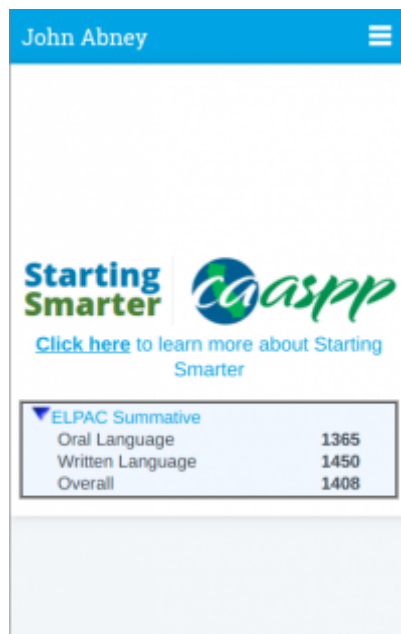 John Abney
Starting
Smarter
caaspp
Click here to learn more about Starting
Smarter
ELPAC Summative
Oral Language 1365
Written Language 1450
Overall 1408